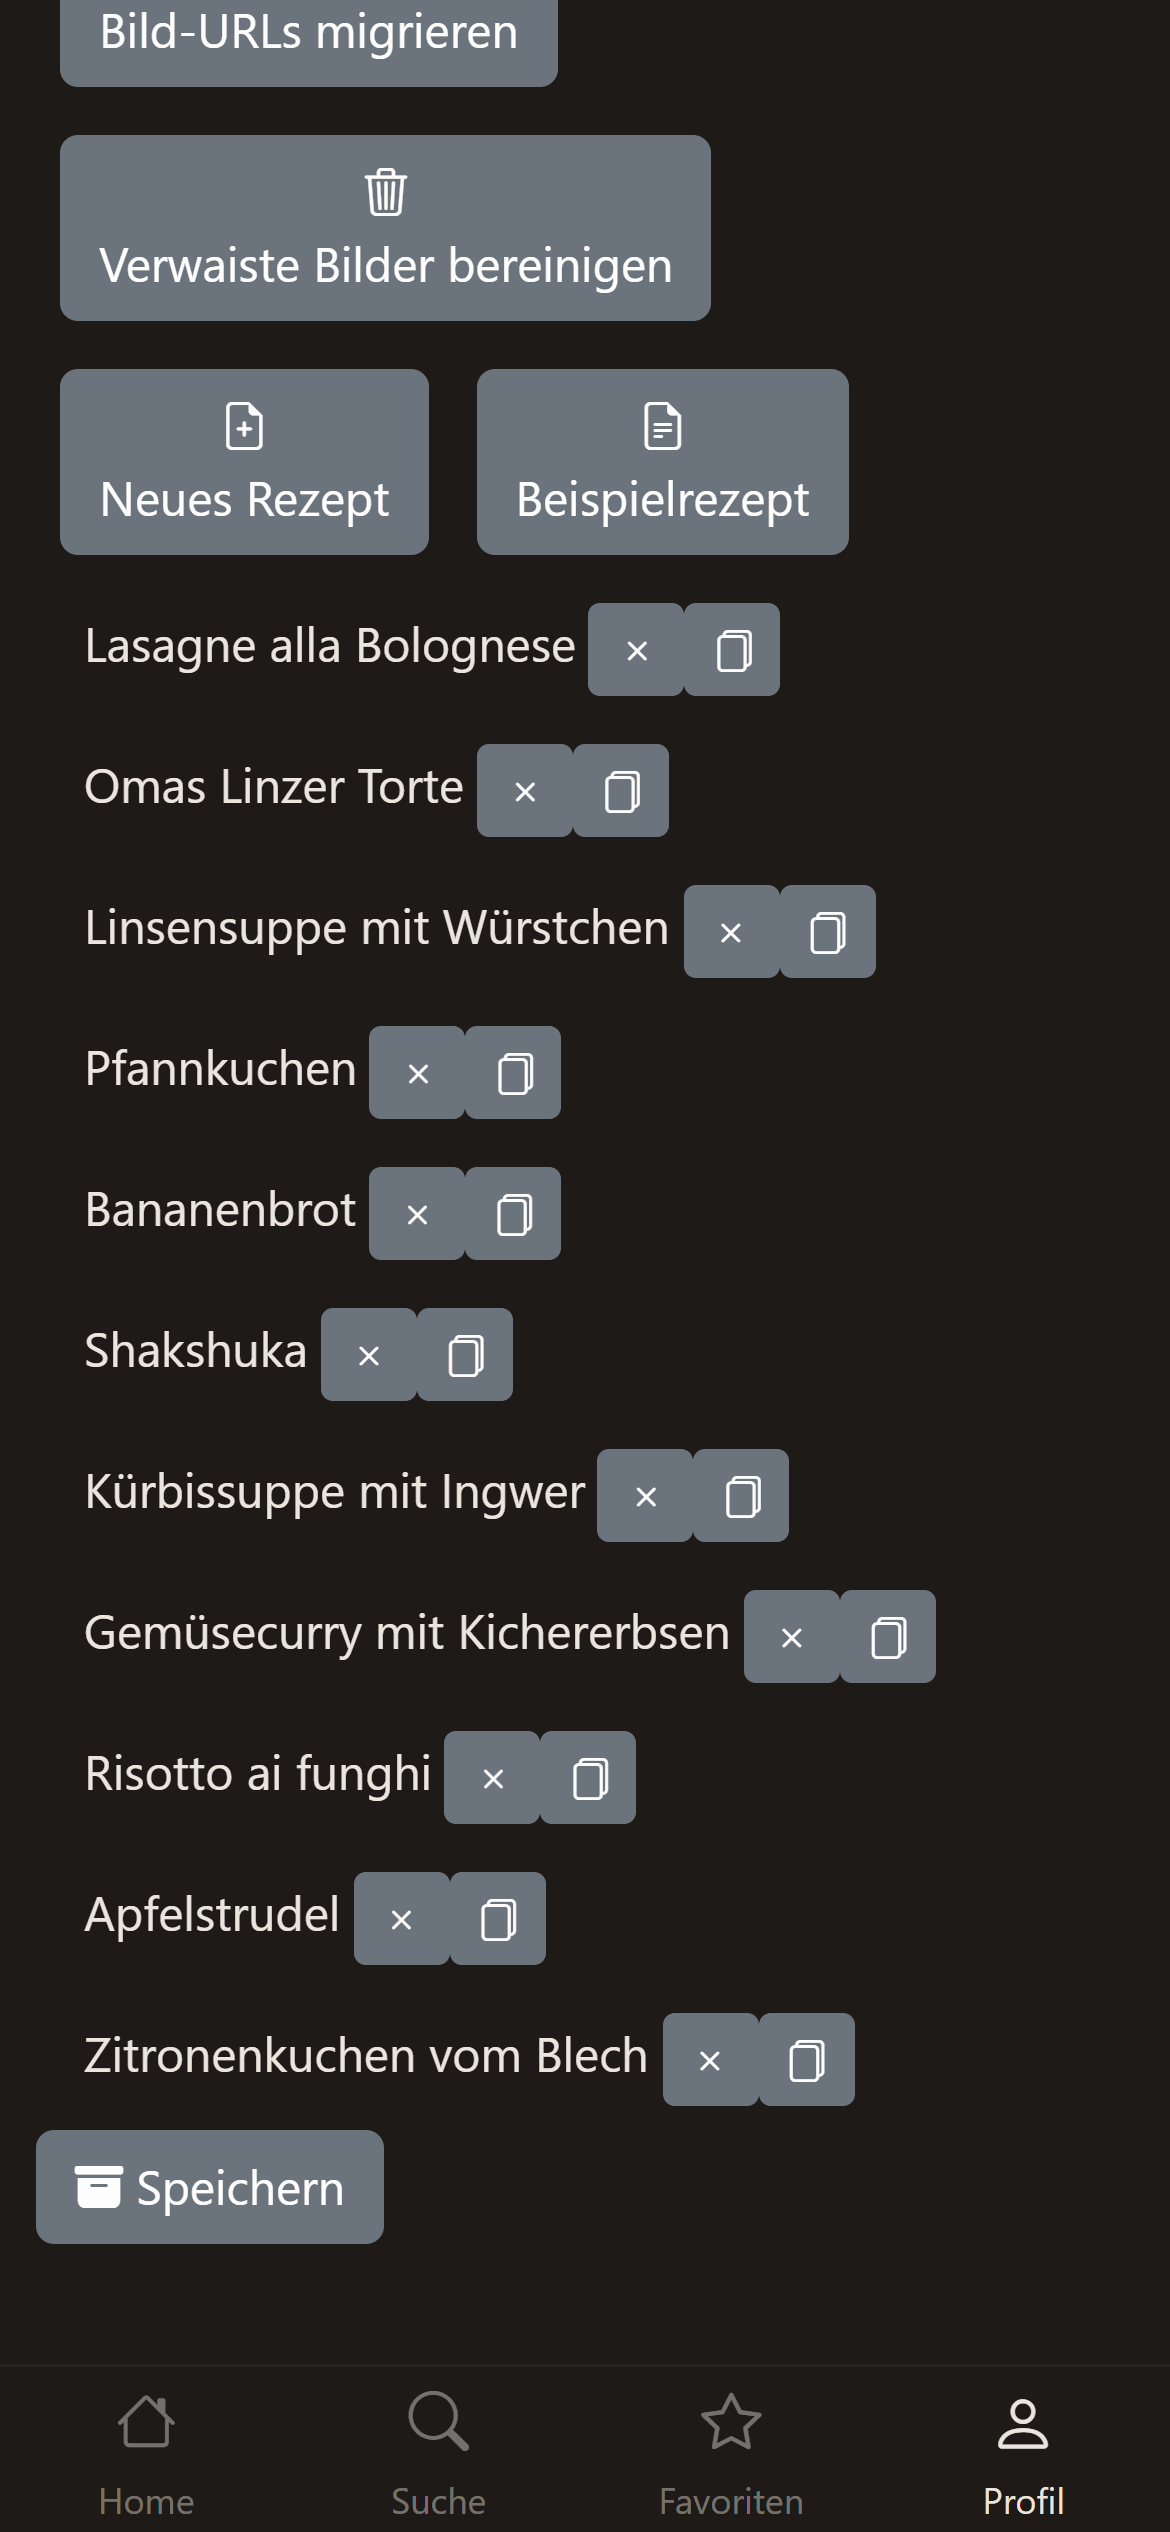 Bild-URLs migrieren
Verwaiste Bilder bereinigen
Neues Rezept
Beispielrezept
Lasagne alla Bolognese
Omas Linzer Torte
Linsensuppe mit Würstchen
Pfannkuchen
Bananenbrot
Shakshuka
Kürbissuppe mit Ingwer
Gemüsecurry mit Kichererbsen
Risotto ai funghi
Apfelstrudel
Zitronenkuchen vom Blech
Speichern
Home
Suche
Favoriten
Profil